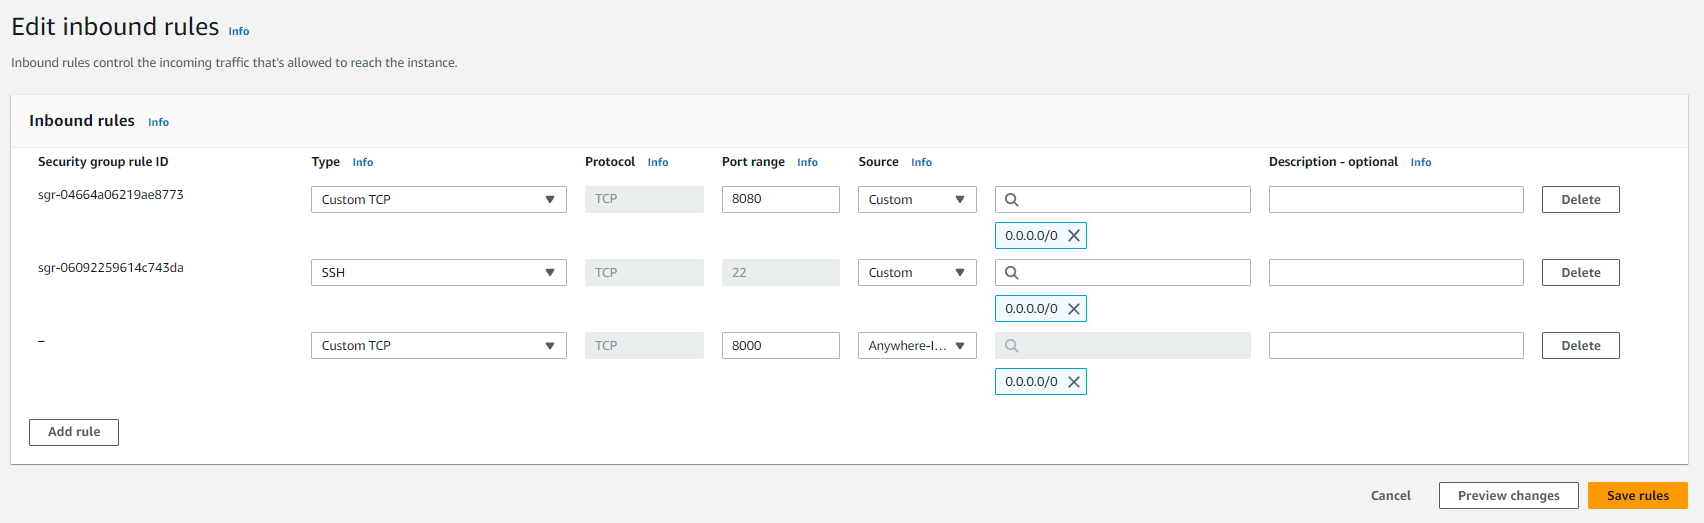 Edit inbound rules Info
Inbound rules control the incoming traffic that's allowed to reach the instance.
Inbound rules Info
Security group rule ID Type Info Protocol Info Port range Info Source Info Description - optional Info
sgr-04664a06219ae8773 Custom TCP TCP 8080 Custom Delete
0.0.0.0/0
sgr-06092259614c743da SSH TCP 22 Custom Delete
0.0.0.0/0
– Custom TCP TCP 8000 Anywhere-I... Delete
0.0.0.0/0
Add rule
Cancel Preview changes Save rules